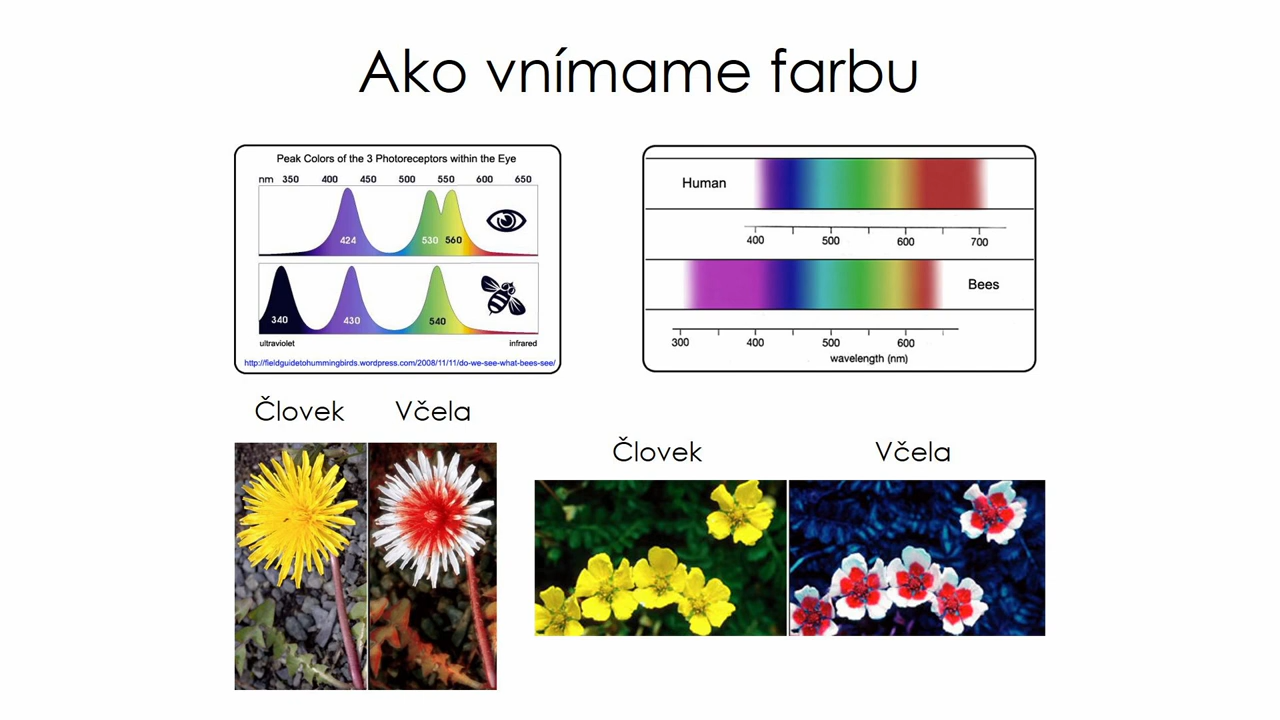 Ako vnímame farbu
Peak Colors of the 3 Photoreceptors within the Eye
nm 350 400 450 500 550 600 650
424 530 560
340 430 540
ultraviolet infrared
http://fieldguidetohummingbirds.wordpress.com/2008/11/11/do-we-see-what-bees-see/
Human
400 500 600 700
Bees
300 400 500 600
wavelength (nm)
Človek Včela
Človek Včela